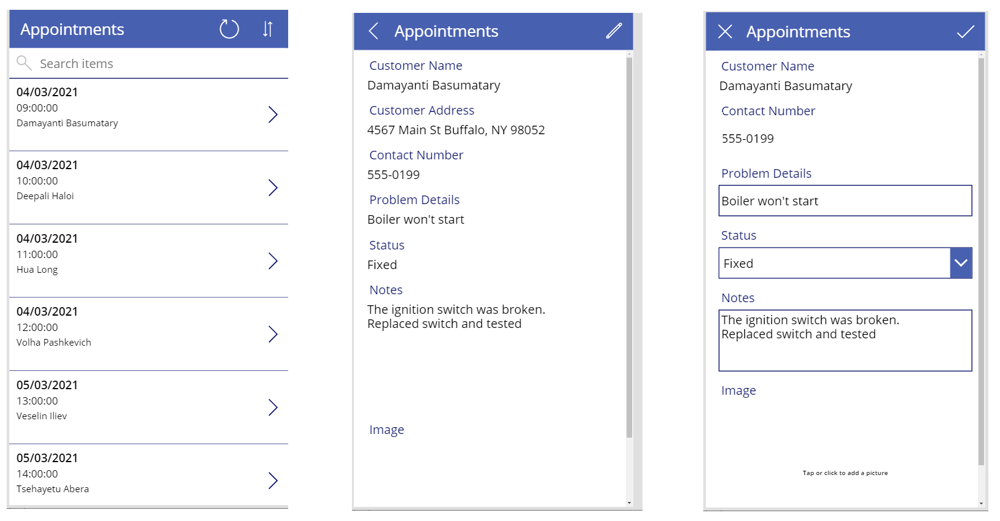 Appointments
Search items
04/03/2021
09:00:00
Damayanti Basumatary
04/03/2021
10:00:00
Deepali Haloi
04/03/2021
11:00:00
Hua Long
04/03/2021
12:00:00
Volha Pashkevich
05/03/2021
13:00:00
Veselin Iliev
05/03/2021
14:00:00
Tsehayetu Abera
Appointments
Customer Name
Damayanti Basumatary
Customer Address
4567 Main St Buffalo, NY 98052
Contact Number
555-0199
Problem Details
Boiler won't start
Status
Fixed
Notes
The ignition switch was broken.
Replaced switch and tested
Image
Appointments
Customer Name
Damayanti Basumatary
Contact Number
555-0199
Problem Details
Boiler won't start
Status
Fixed
Notes
The ignition switch was broken.
Replaced switch and tested
Image
Tap or click to add a picture